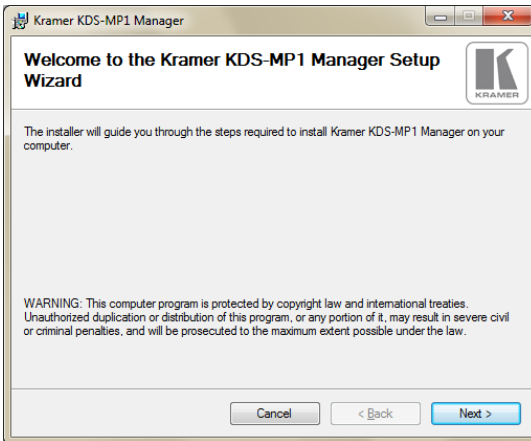 Kramer KDS-MP1 Manager
Welcome to the Kramer KDS-MP1 Manager Setup
Wizard
KRAMER
The installer will guide you through the steps required to install Kramer KDS-MP1 Manager on your
computer.
WARNING: This computer program is protected by copyright law and international treaties.
Unauthorized duplication or distribution of this program, or any portion of it, may result in severe civil
or criminal penalties, and will be prosecuted to the maximum extent possible under the law.
Cancel
< Back
Next >